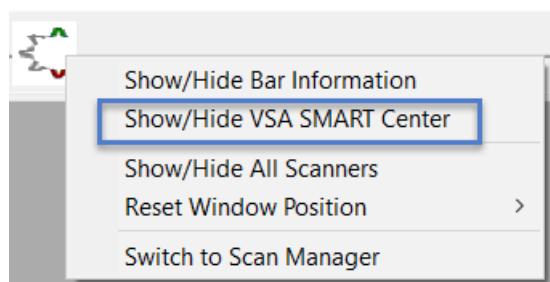 Show/Hide Bar Information
Show/Hide VSA SMART Center
Show/Hide All Scanners
Reset Window Position
Switch to Scan Manager